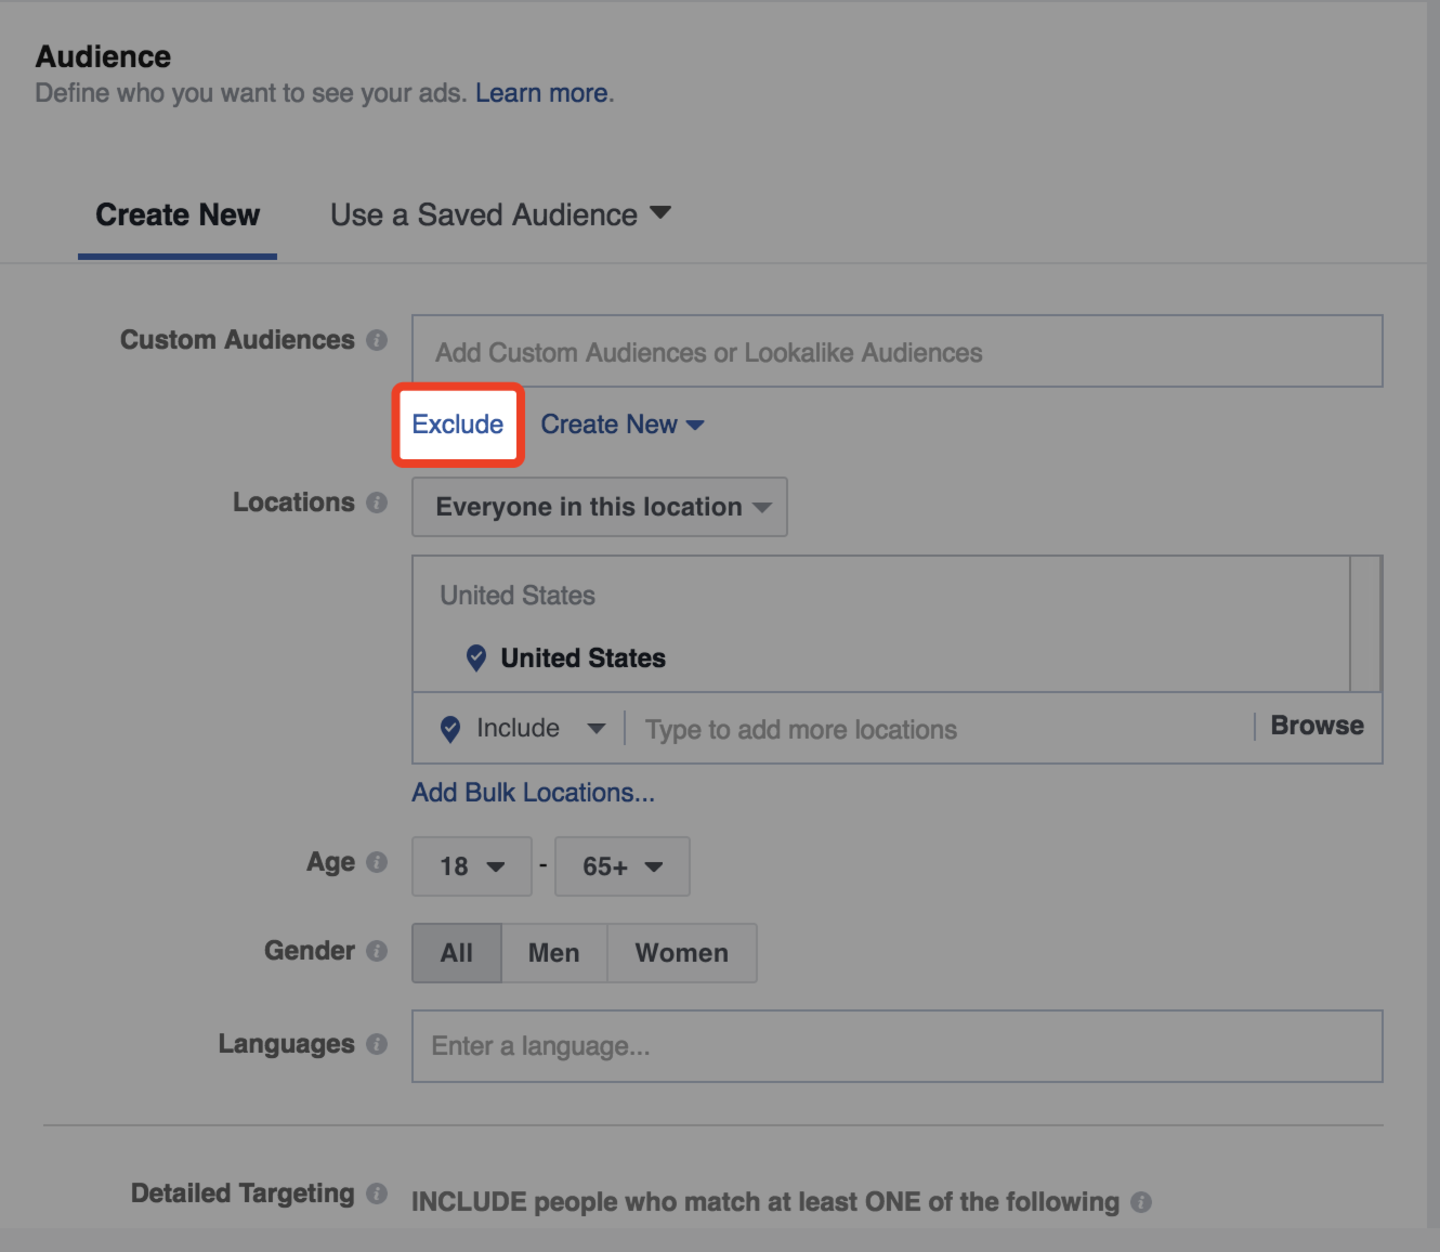 Audience
Define who you want to see your ads. Learn more.
Create New
Use a Saved Audience
Custom Audiences
Add Custom Audiences or Lookalike Audiences
Exclude
Create New
Locations
Everyone in this location
United States
United States
Include
Type to add more locations
Browse
Add Bulk Locations...
Age
18 - 65+
Gender
All
Men
Women
Languages
Enter a language...
Detailed Targeting
INCLUDE people who match at least ONE of the following